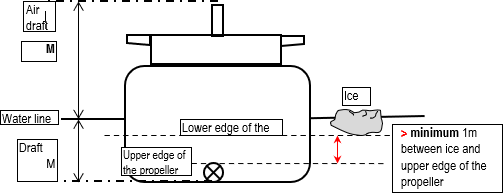 Air
draft
M
Water line
Ice
Lower edge of the
Draft
M
Upper edge of
the propeller
> minimum 1m
between ice and
upper edge of the
propeller